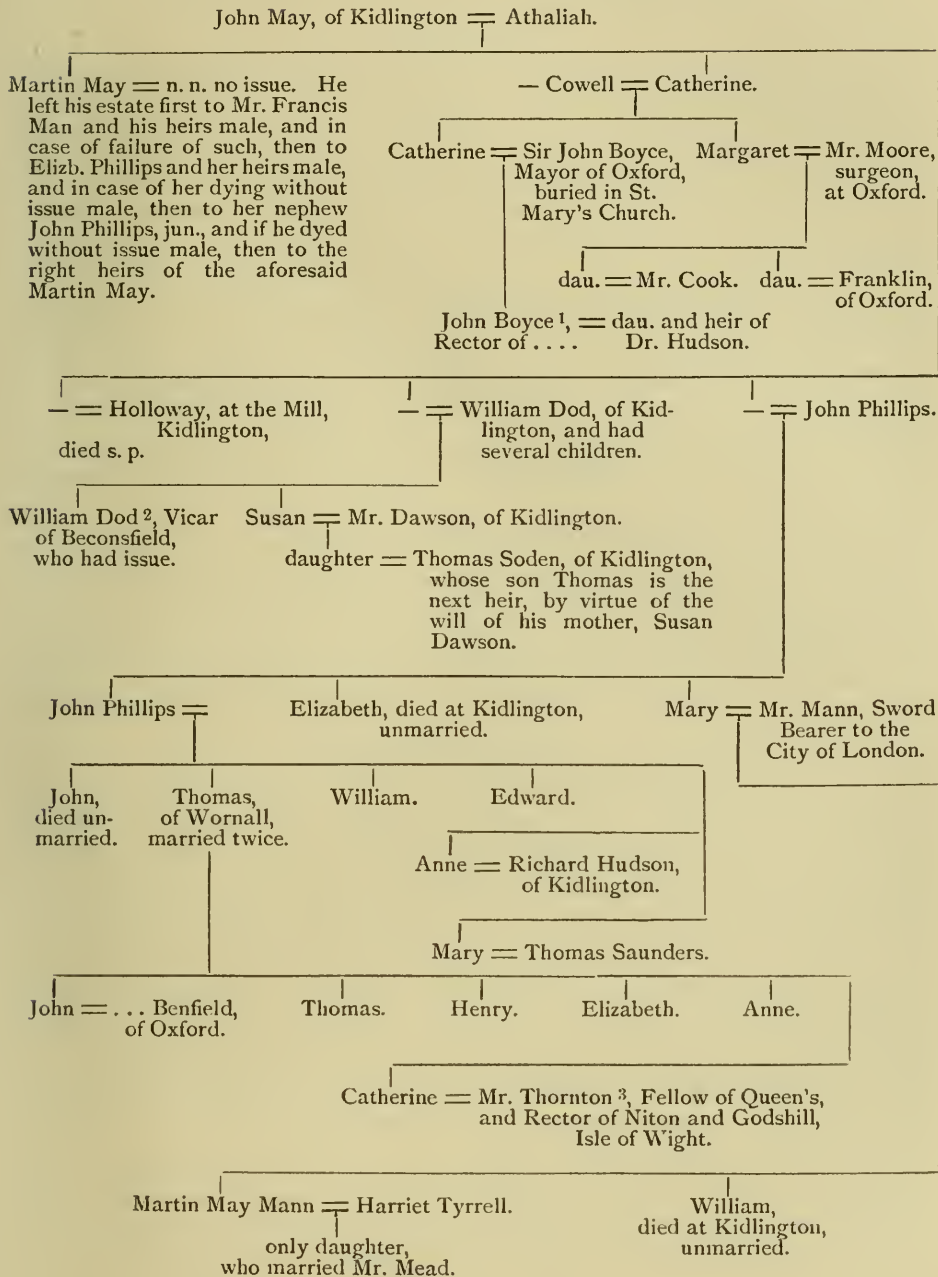 John May, of Kidlington = Athaliah.
Martin May = n. n. no issue. He
left his estate first to Mr. Francis
Man and his heirs male, and in
case of failure of such, then to
Elizb. Phillips and her heirs male,
and in case of her dying without
issue male, then to her nephew
John Phillips, jun., and if he dyed
without issue male, then to the
right heirs of the aforesaid
Martin May.
— Cowell = Catherine.
Catherine = Sir John Boyce,
Mayor of Oxford,
buried in St.
Mary's Church.
Margaret = Mr. Moore,
surgeon,
at Oxford.
dau. = Mr. Cook. dau. = Franklin,
of Oxford.
John Boyce 1, = dau. and heir of
Rector of . . . . Dr. Hudson.
— = Holloway, at the Mill,
Kidlington,
died s. p.
— = William Dod, of Kid-
lington, and had
several children.
— = John Phillips.
William Dod 2, Vicar
of Beconsfield,
who had issue.
Susan = Mr. Dawson, of Kidlington.
daughter = Thomas Soden, of Kidlington,
whose son Thomas is the
next heir, by virtue of the
will of his mother, Susan
Dawson.
John Phillips =
Elizabeth, died at Kidlington,
unmarried.
Mary = Mr. Mann, Sword
Bearer to the
City of London.
John,
died un-
married.
Thomas,
of Wornall,
married twice.
William. Edward.
Anne = Richard Hudson,
of Kidlington.
Mary = Thomas Saunders.
John = . . . Benfield,
of Oxford.
Thomas. Henry. Elizabeth. Anne.
Catherine = Mr. Thornton 3, Fellow of Queen's,
and Rector of Niton and Godshill,
Isle of Wight.
Martin May Mann = Harriet Tyrrell.
only daughter,
who married Mr. Mead.
William,
died at Kidlington,
unmarried.